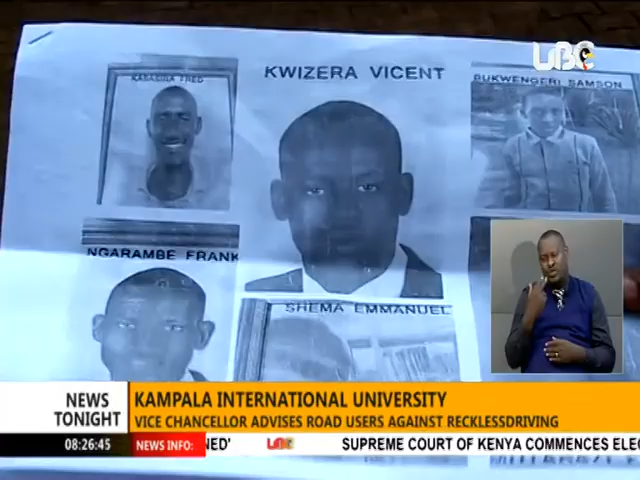 UBC
KABASHA FRED
KWIZERA VICENT
BUKWENGERI SAMSON
NGARAMBE FRANK
SHEMA EMMANUEL
NEWS TONIGHT
KAMPALA INTERNATIONAL UNIVERSITY
VICE CHANCELLOR ADVISES ROAD USERS AGAINST RECKLESSDRIVING
08:26:45
NEWS INFO:
NED'
UBC
SUPREME COURT OF KENYA COMMENCES ELEC